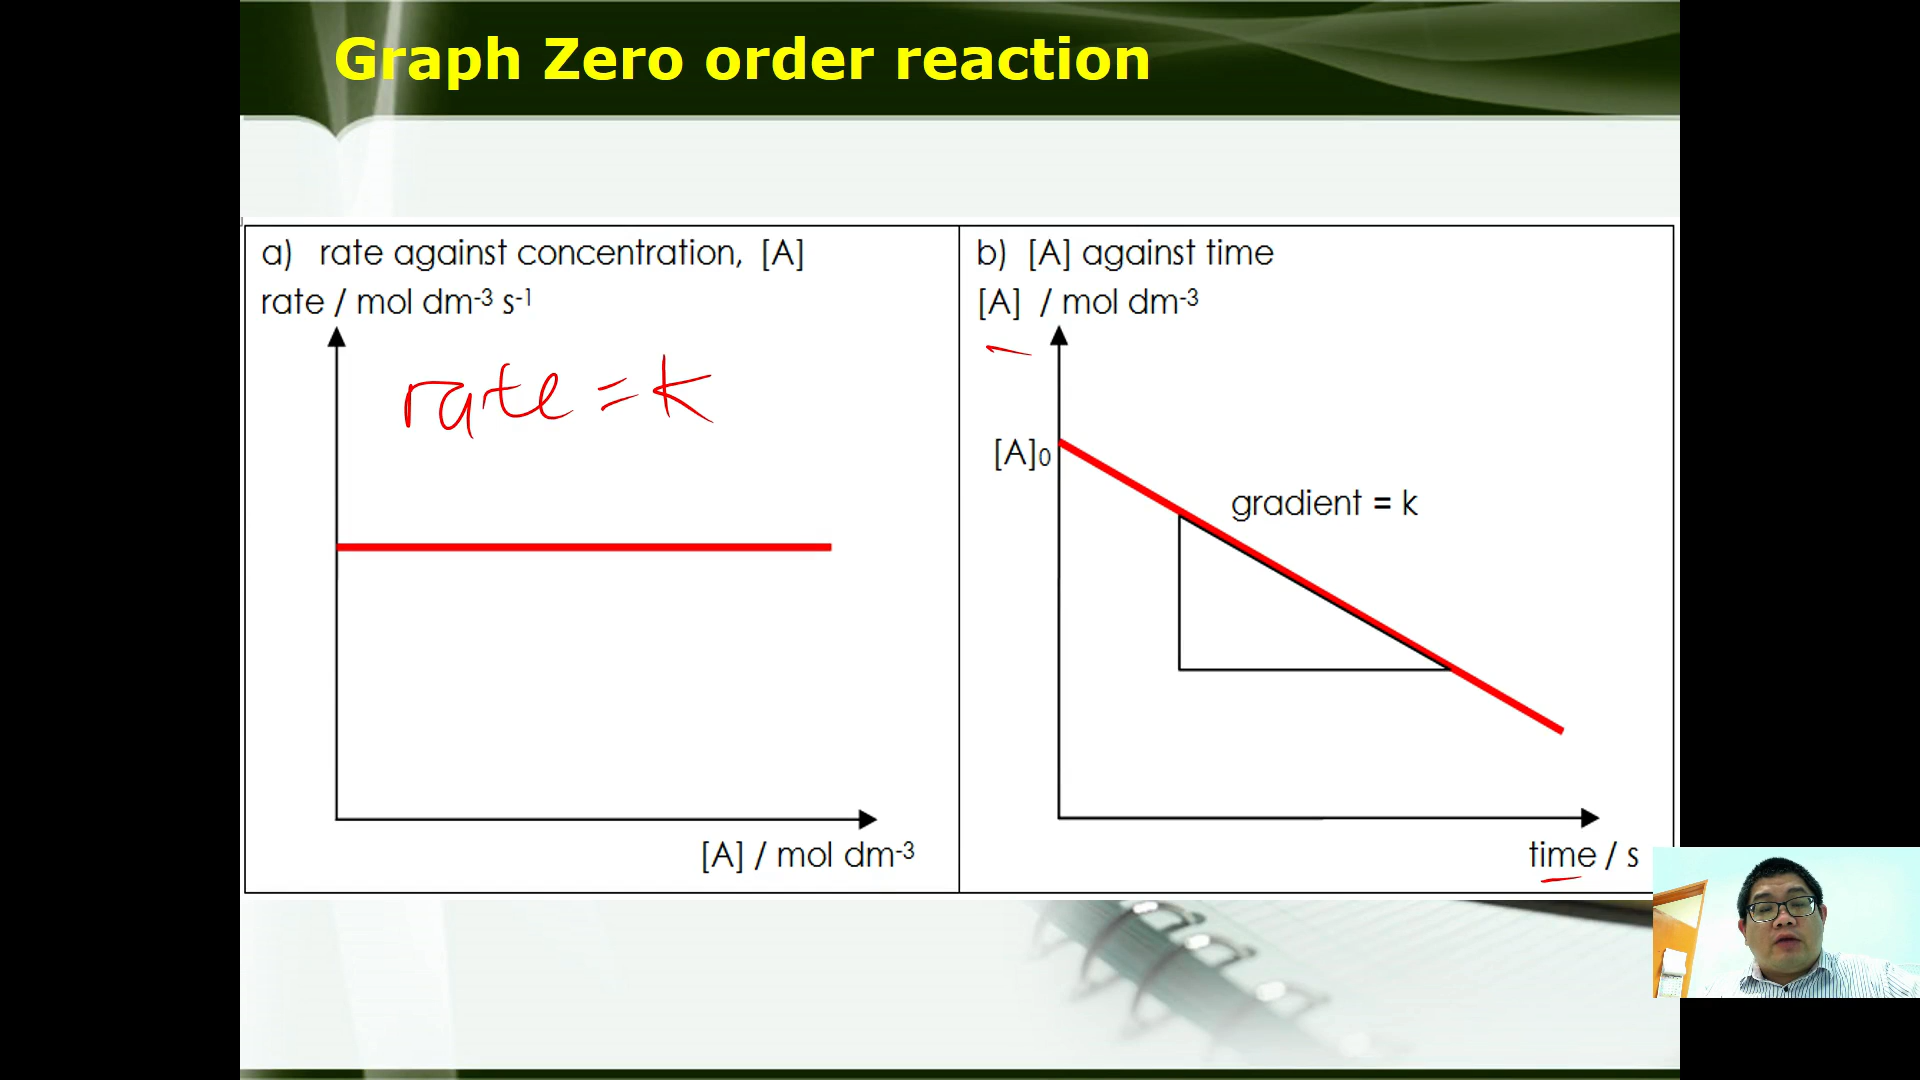 Graph Zero order reaction
a) rate against concentration, [A]
rate / mol dm-3 s-1
rate = k
[A] / mol dm-3
b) [A] against time
[A] / mol dm-3
[A]0
gradient = k
time / s